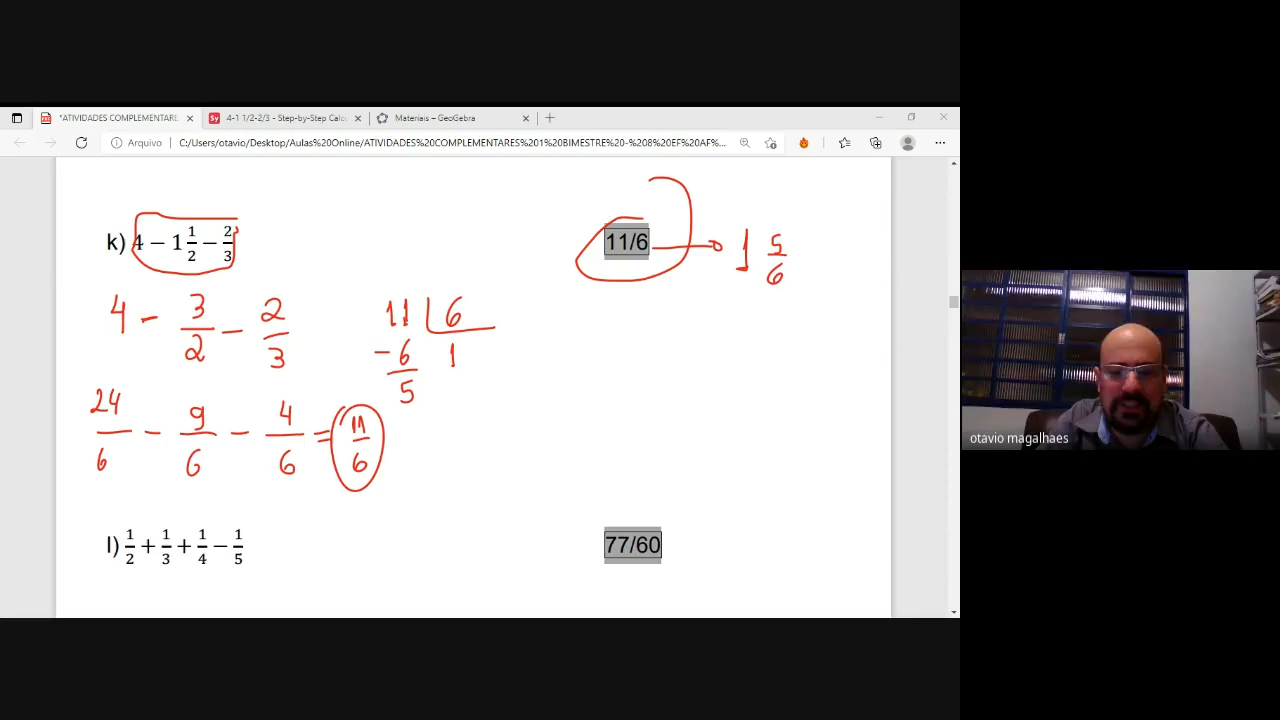 *ATIVIDADES COMPLEMENTARE
4-1 1/2-2/3 - Step-by-Step Calcu
Materiais – GeoGebra
Arquivo
C:/Users/otavio/Desktop/Aulas%20Online/ATIVIDADES%20COMPLEMENTARES%201%20BIMESTRE%20-%208%20EF%20AF%...
k) 4 − 1 1/2 − 2/3
11/6
1 5/6
4 - 3/2 - 2/3
11 6
-6 1
5
24/6 - 9/6 - 4/6 = 11/6
l) 1/2 + 1/3 + 1/4 − 1/5
77/60
otavio magalhaes